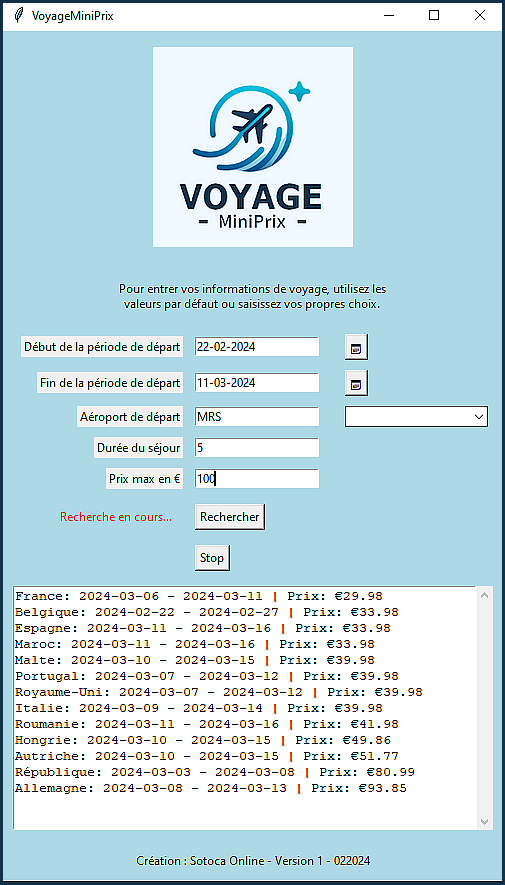 VoyageMiniPrix
VOYAGE
- MiniPrix -
Pour entrer vos informations de voyage, utilisez les
valeurs par défaut ou saisissez vos propres choix.
Début de la période de départ 22-02-2024
Fin de la période de départ 11-03-2024
Aéroport de départ MRS
Durée du séjour 5
Prix max en € 100
Recherche en cours... Rechercher
Stop
France: 2024-03-06 - 2024-03-11 | Prix: €29.98
Belgique: 2024-02-22 - 2024-02-27 | Prix: €33.98
Espagne: 2024-03-11 - 2024-03-16 | Prix: €33.98
Maroc: 2024-03-11 - 2024-03-16 | Prix: €33.98
Malte: 2024-03-10 - 2024-03-15 | Prix: €39.98
Portugal: 2024-03-07 - 2024-03-12 | Prix: €39.98
Royaume-Uni: 2024-03-07 - 2024-03-12 | Prix: €39.98
Italie: 2024-03-09 - 2024-03-14 | Prix: €39.98
Roumanie: 2024-03-11 - 2024-03-16 | Prix: €41.98
Hongrie: 2024-03-10 - 2024-03-15 | Prix: €49.86
Autriche: 2024-03-10 - 2024-03-15 | Prix: €51.77
République: 2024-03-03 - 2024-03-08 | Prix: €80.99
Allemagne: 2024-03-08 - 2024-03-13 | Prix: €93.85
Création : Sotoca Online - Version 1 - 022024